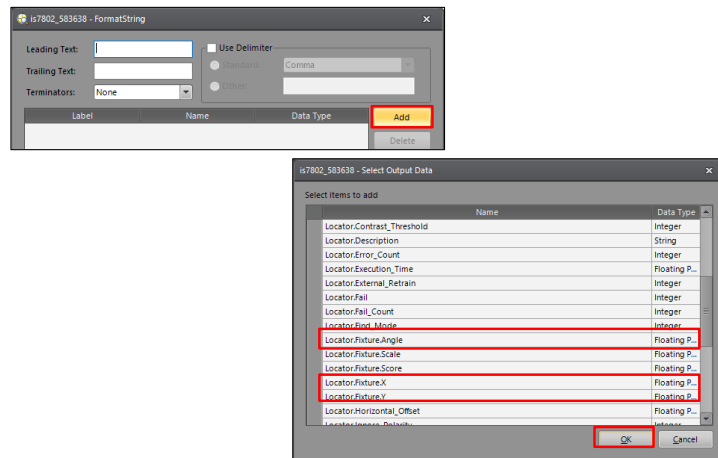 is7802_583638 - FormatString
Leading Text:
Use Delimiter
Standard:
Comma
Trailing Text:
Other:
Terminators:
None
Label
Name
Data Type
Add
Delete
is7802_583638 - Select Output Data
Select items to add
Name
Data Type
Locator.Contrast_Threshold
Integer
Locator.Description
String
Locator.Error_Count
Integer
Locator.Execution_Time
Floating P...
Locator.External_Retrain
Integer
Locator.Fail
Integer
Locator.Fail_Count
Integer
Locator.Find_Mode
Integer
Locator.Fixture.Angle
Floating P...
Locator.Fixture.Scale
Floating P...
Locator.Fixture.Score
Floating P...
Locator.Fixture.X
Floating P...
Locator.Fixture.Y
Floating P...
Locator.Horizontal_Offset
Floating P...
Locator.Ignore_Polarity
Integer
OK
Cancel